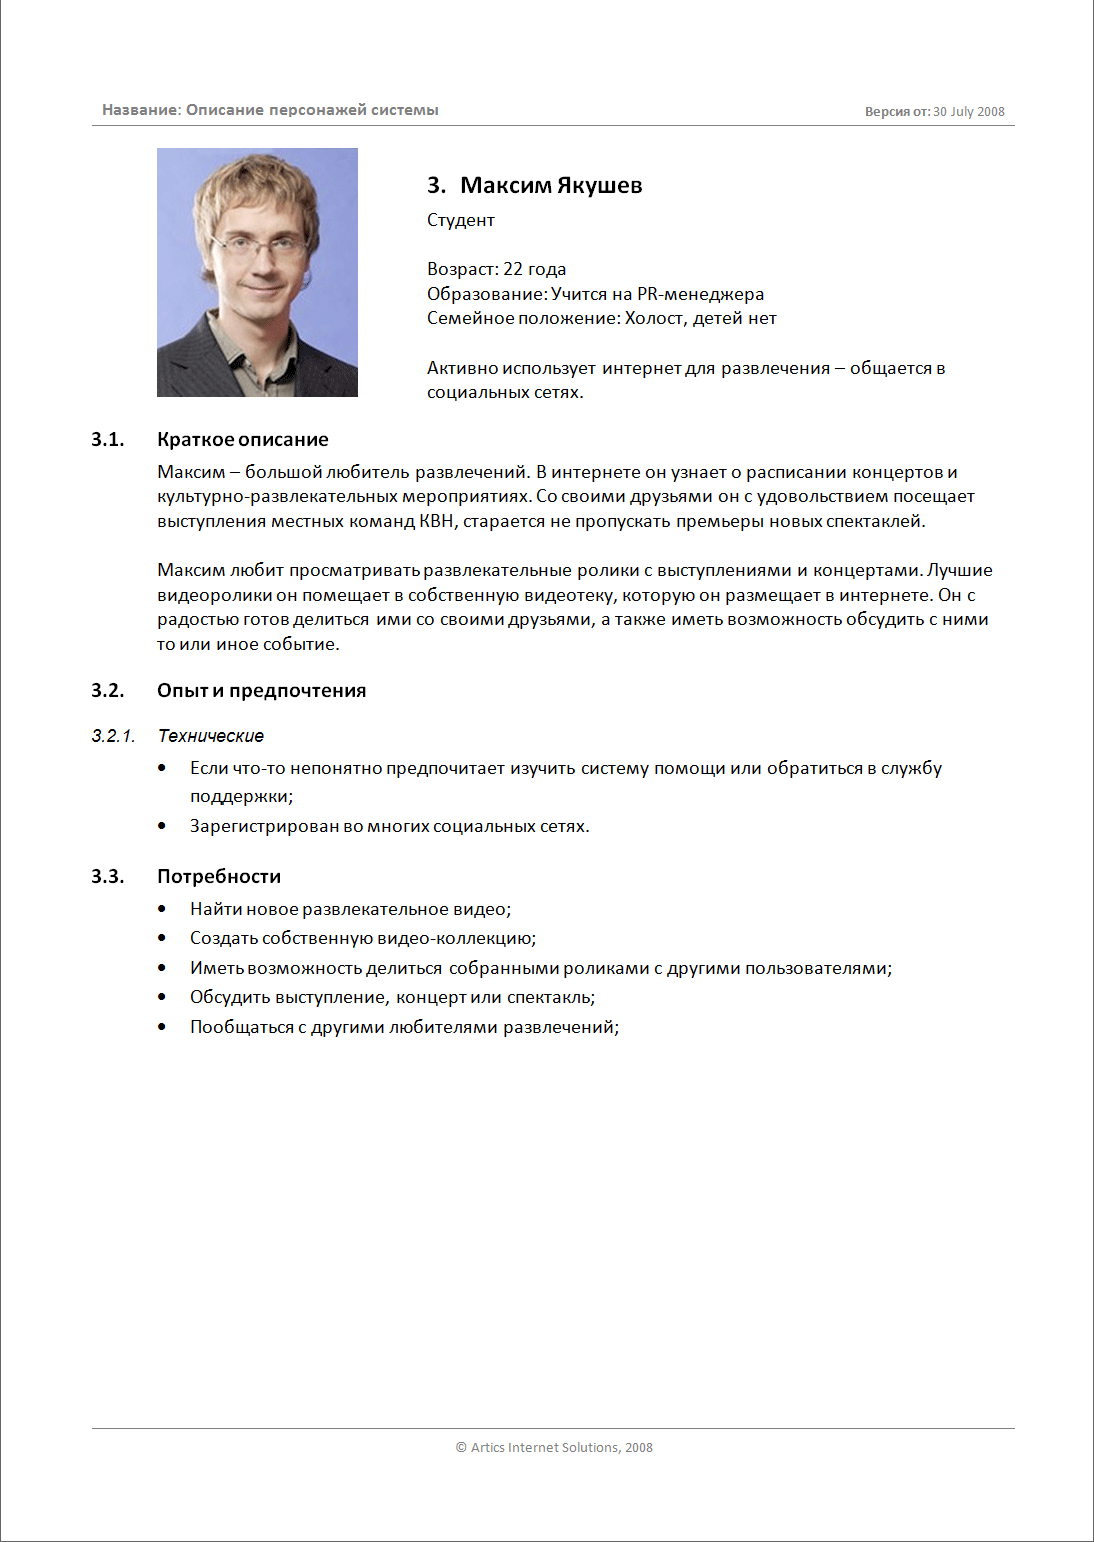 Название: Описание персонажей системы
Версия от: 30 July 2008
3. Максим Якушев
Студент
Возраст: 22 года
Образование: Учится на PR-менеджера
Семейное положение: Холост, детей нет
Активно использует интернет для развлечения – общается в
социальных сетях.
3.1. Краткое описание
Максим – большой любитель развлечений. В интернете он узнает о расписании концертов и
культурно-развлекательных мероприятиях. Со своими друзьями он с удовольствием посещает
выступления местных команд КВН, старается не пропускать премьеры новых спектаклей.
Максим любит просматривать развлекательные ролики с выступлениями и концертами. Лучшие
видеоролики он помещает в собственную видеотеку, которую он размещает в интернете. Он с
радостью готов делиться ими со своими друзьями, а также иметь возможность обсудить с ними
то или иное событие.
3.2. Опыт и предпочтения
3.2.1. Технические
• Если что-то непонятно предпочитает изучить систему помощи или обратиться в службу
поддержки;
• Зарегистрирован во многих социальных сетях.
3.3. Потребности
• Найти новое развлекательное видео;
• Создать собственную видео-коллекцию;
• Иметь возможность делиться собранными роликами с другими пользователями;
• Обсудить выступление, концерт или спектакль;
• Пообщаться с другими любителями развлечений;
© Artics Internet Solutions, 2008